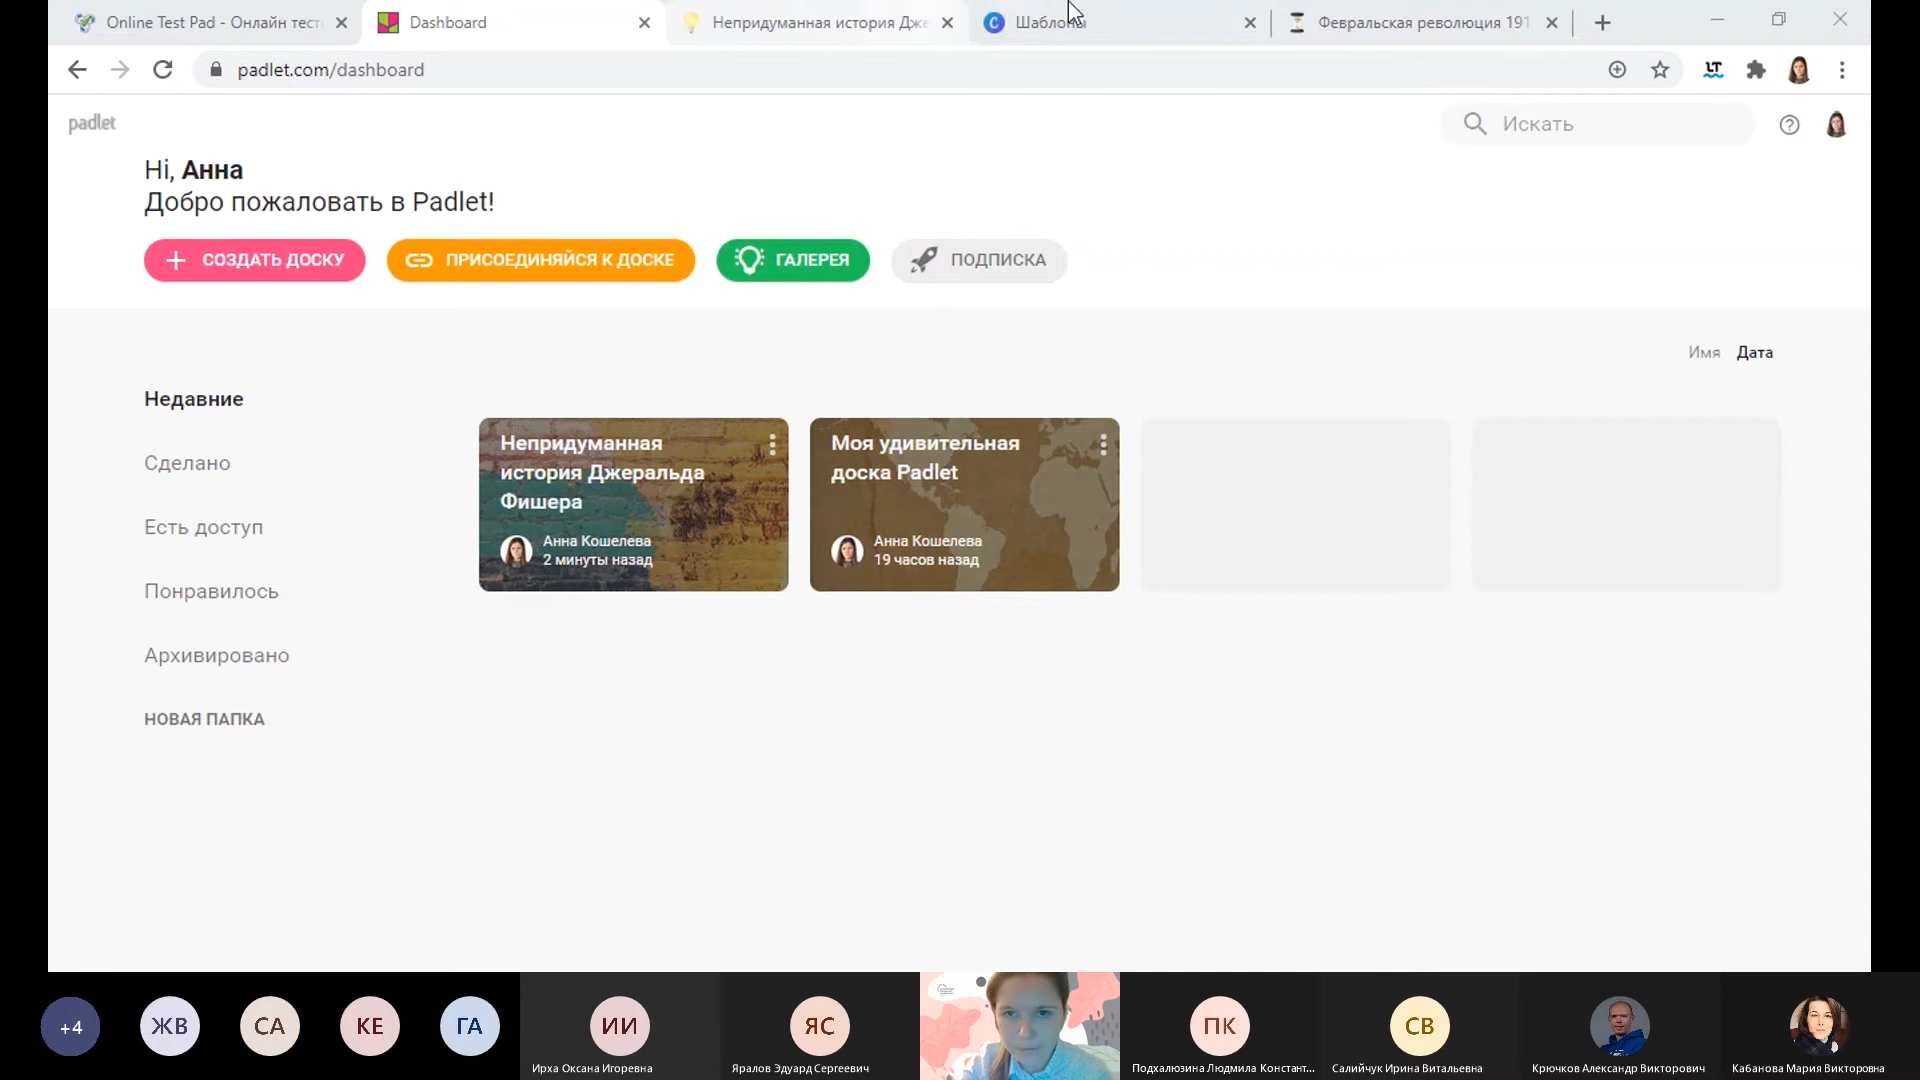 Online Test Pad - Онлайн тест
Dashboard
Непридуманная история Дже
Шаблоны
Февральская революция 191
padlet.com/dashboard
LT
padlet
Искать
Hi, Анна
Добро пожаловать в Padlet!
СОЗДАТЬ ДОСКУ
ПРИСОЕДИНЯЙСЯ К ДОСКЕ
ГАЛЕРЕЯ
ПОДПИСКА
Имя Дата
Недавние
Сделано
Есть доступ
Понравилось
Архивировано
НОВАЯ ПАПКА
Непридуманная
история Джеральда
Фишера
Анна Кошелева
2 минуты назад
Моя удивительная
доска Padlet
Анна Кошелева
19 часов назад
+4
ЖВ
СА
КЕ
ГА
ИИ
Ирха Оксана Игоревна
ЯС
Яралов Эдуард Сергеевич
ПК
Подхалюзина Людмила Констант...
СВ
Салийчук Ирина Витальевна
Крючков Александр Викторович
Кабанова Мария Викторовна